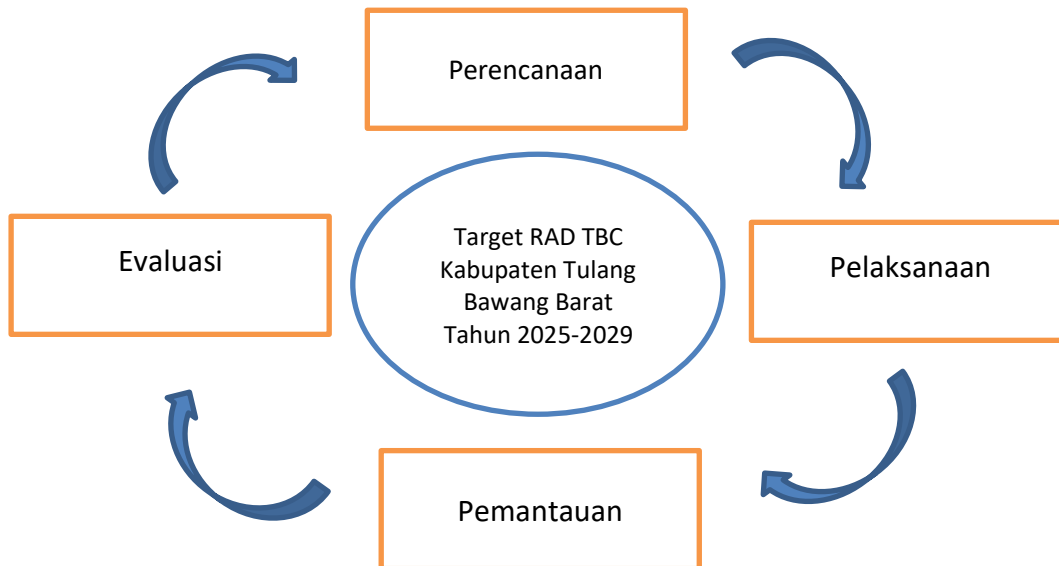 Perencanaan
Evaluasi
Target RAD TBC
Kabupaten Tulang
Bawang Barat
Tahun 2025-2029
Pelaksanaan
Pemantauan